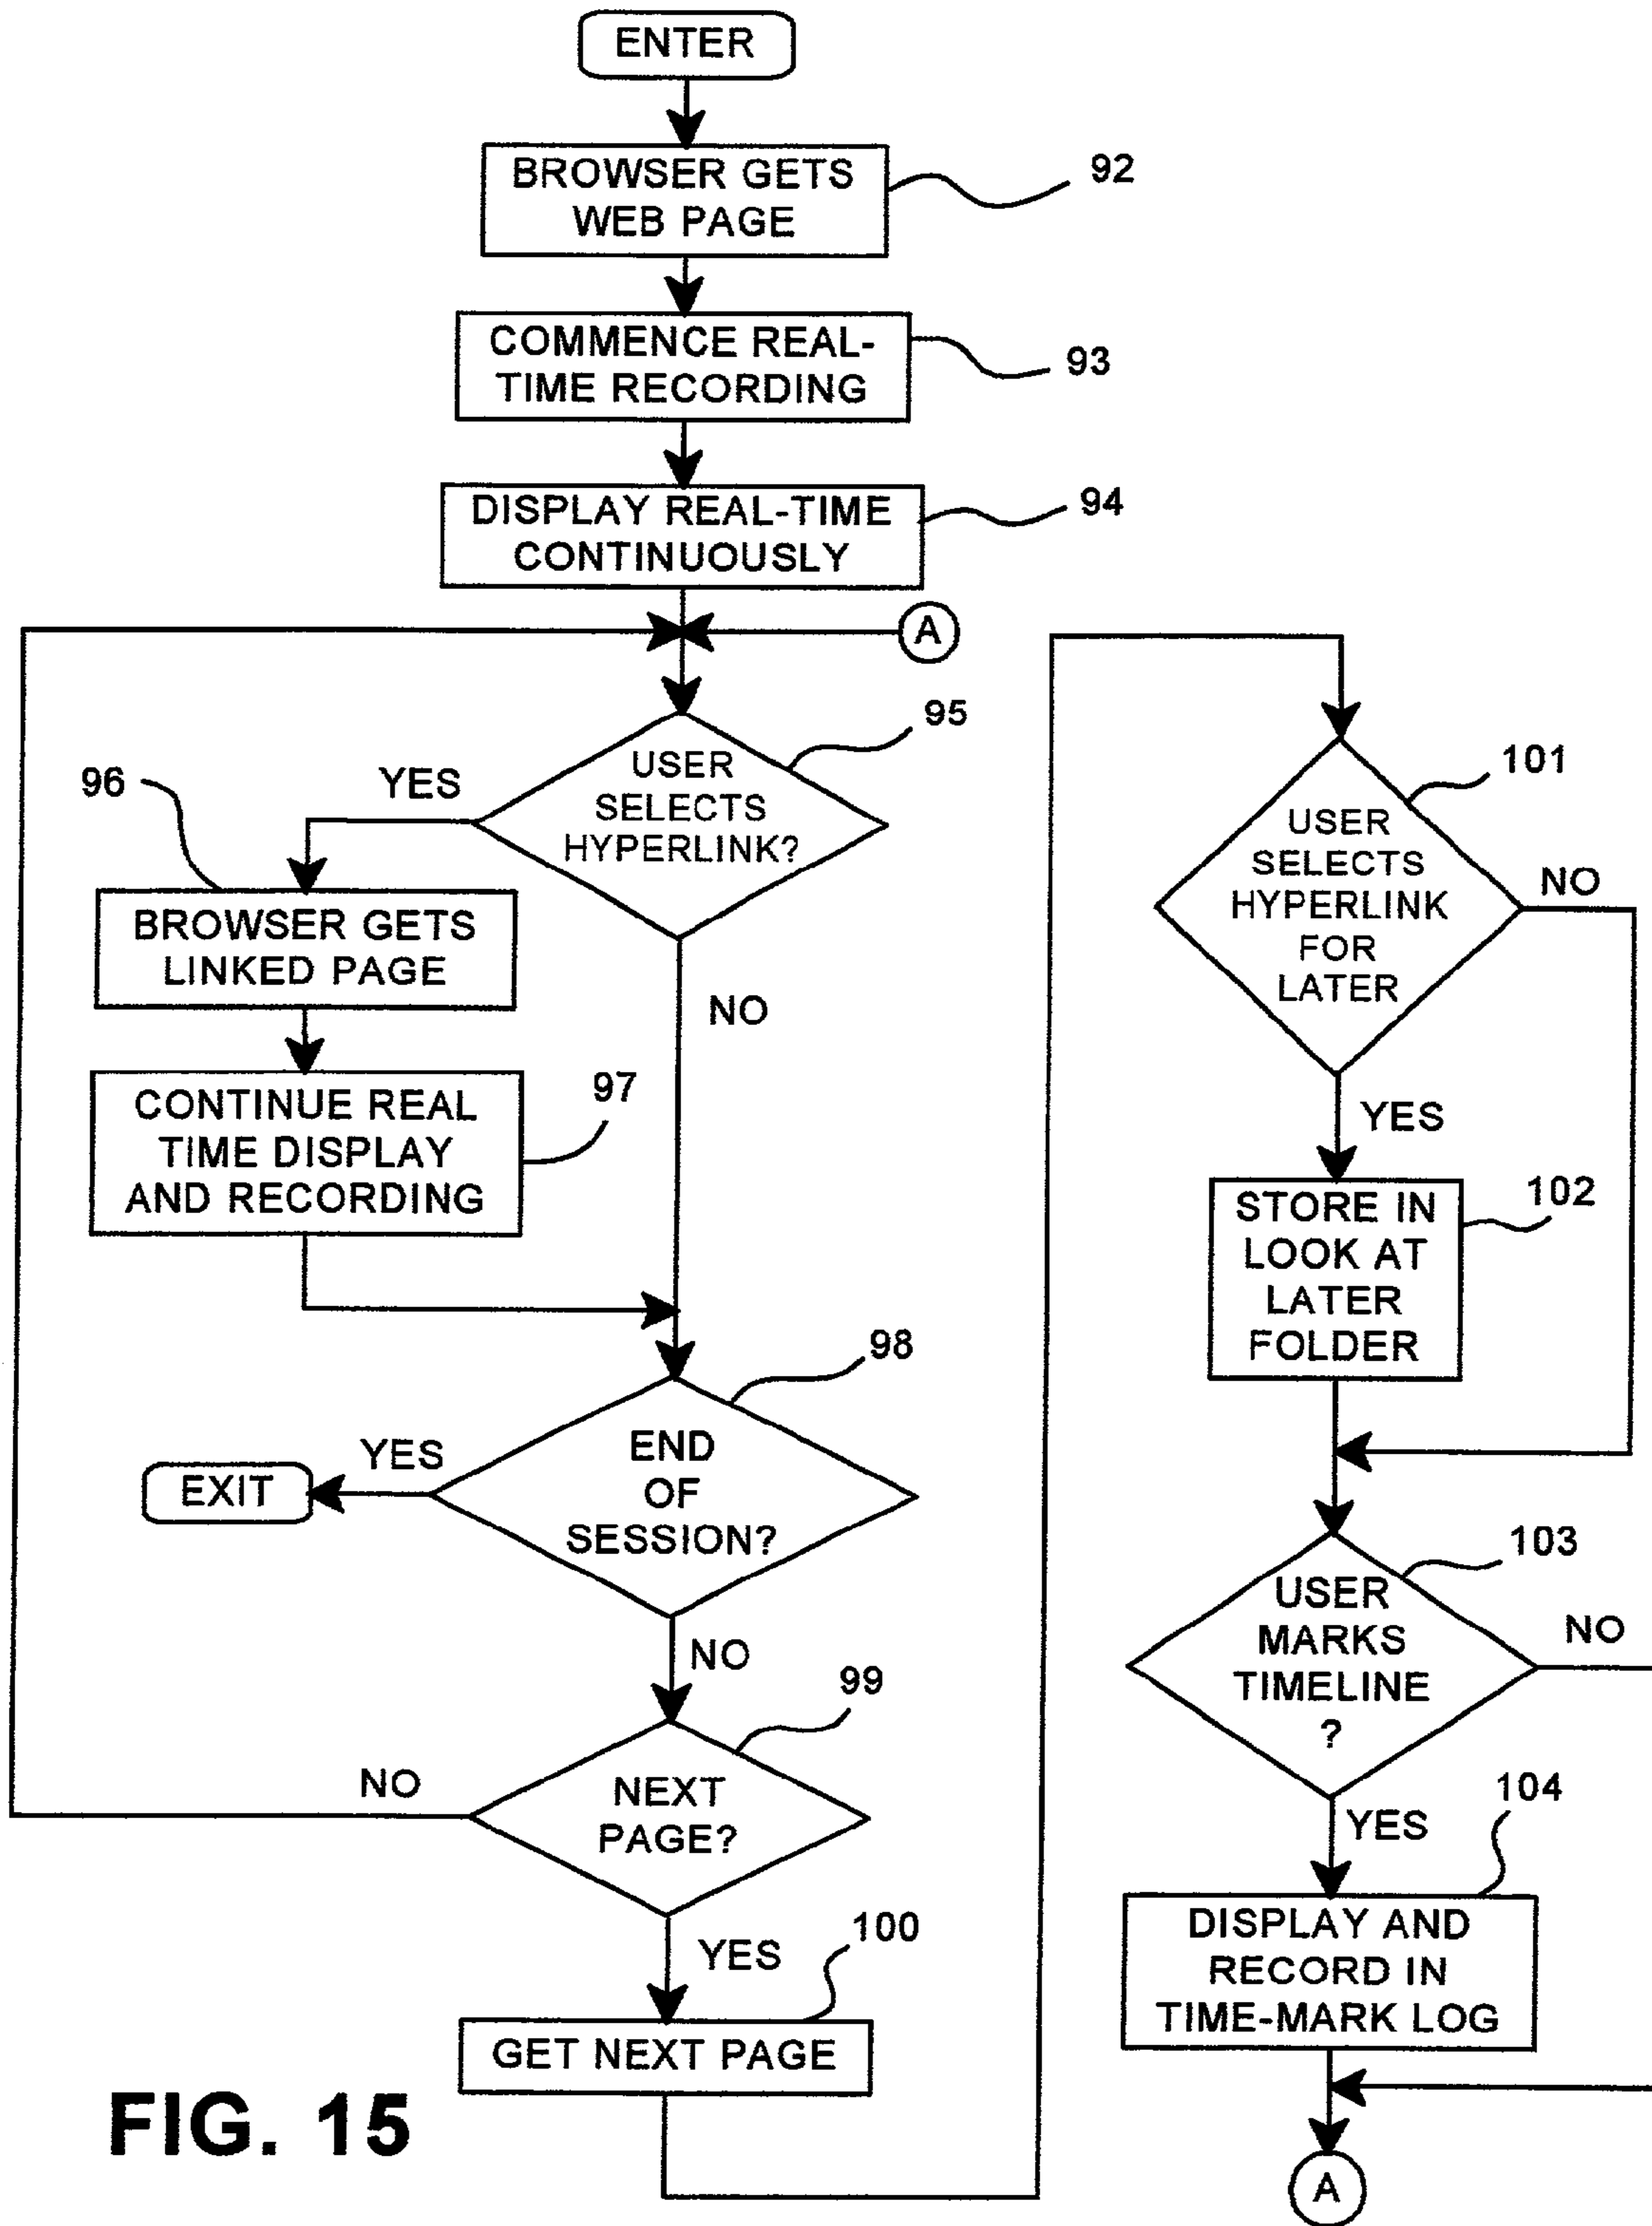 ENTER
BROWSER GETS
WEB PAGE
92
COMMENCE REAL-
TIME RECORDING
93
DISPLAY REAL-TIME
CONTINUOUSLY
94
A
USER
SELECTS
HYPERLINK?
95
YES
NO
96
BROWSER GETS
LINKED PAGE
CONTINUE REAL
TIME DISPLAY
AND RECORDING
97
END
OF
SESSION?
98
YES
EXIT
NO
NEXT
PAGE?
99
NO
YES
GET NEXT PAGE
100
USER
SELECTS
HYPERLINK
FOR
LATER
101
NO
YES
STORE IN
LOOK AT
LATER
FOLDER
102
USER
MARKS
TIMELINE
?
103
NO
YES
DISPLAY AND
RECORD IN
TIME-MARK LOG
104
A
FIG. 15